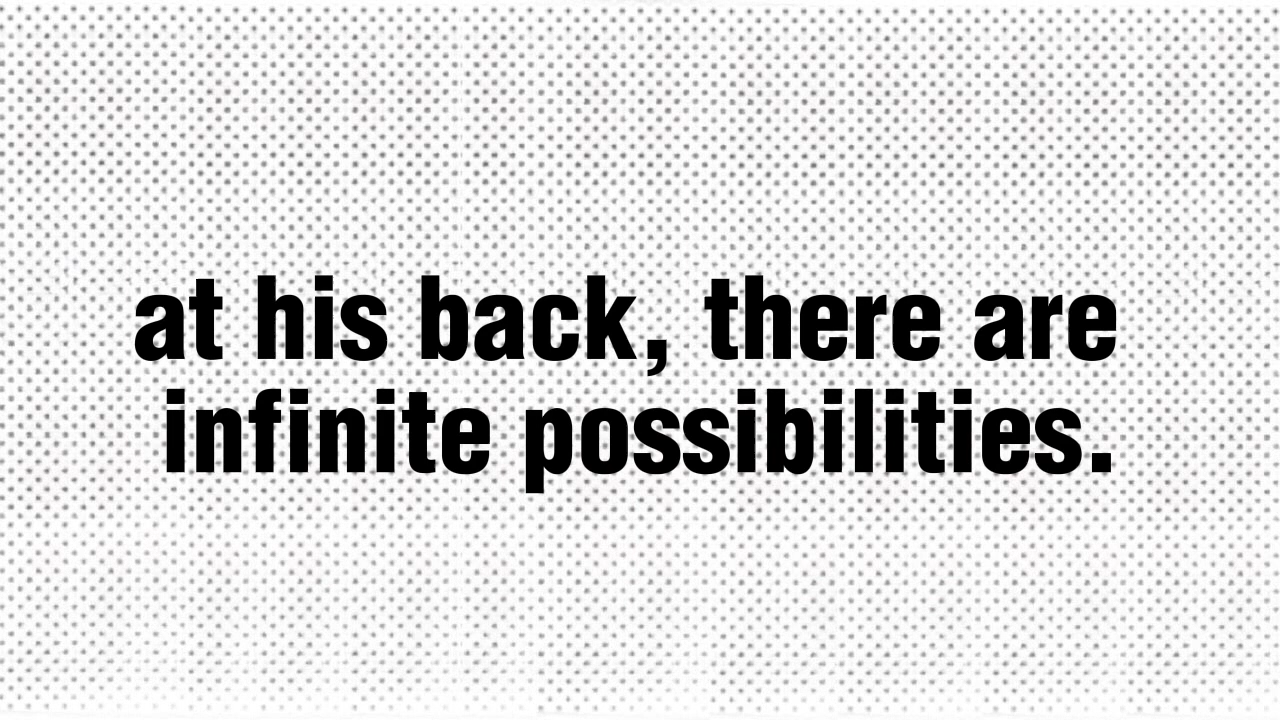 at his back, there are
infinite possibilities.